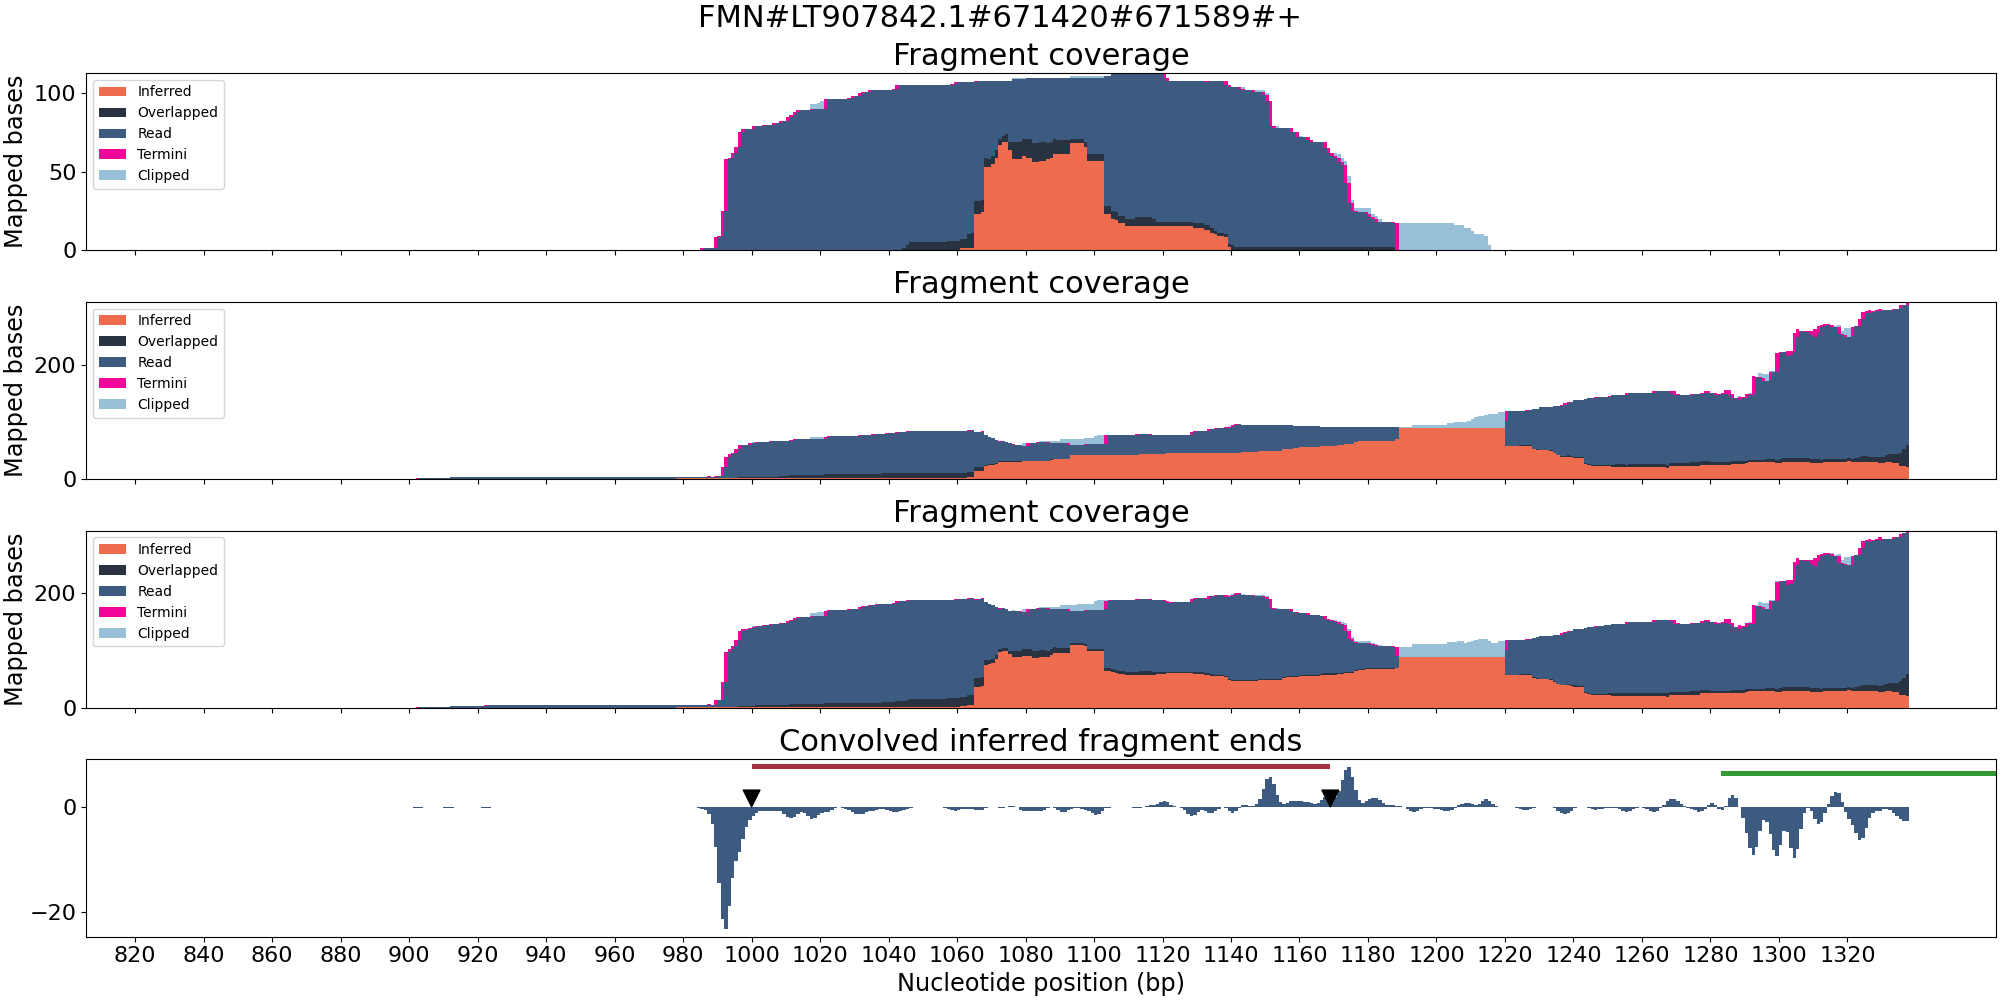 FMN#LT907842.1#671420#671589#+
Fragment coverage
Mapped bases
100
50
0
Inferred
Overlapped
Read
Termini
Clipped
Fragment coverage
Mapped bases
200
0
Inferred
Overlapped
Read
Termini
Clipped
Fragment coverage
Mapped bases
200
0
Inferred
Overlapped
Read
Termini
Clipped
Convolved inferred fragment ends
0
−20
820 840 860 880 900 920 940 960 980 1000 1020 1040 1060 1080 1100 1120 1140 1160 1180 1200 1220 1240 1260 1280 1300 1320
Nucleotide position (bp)